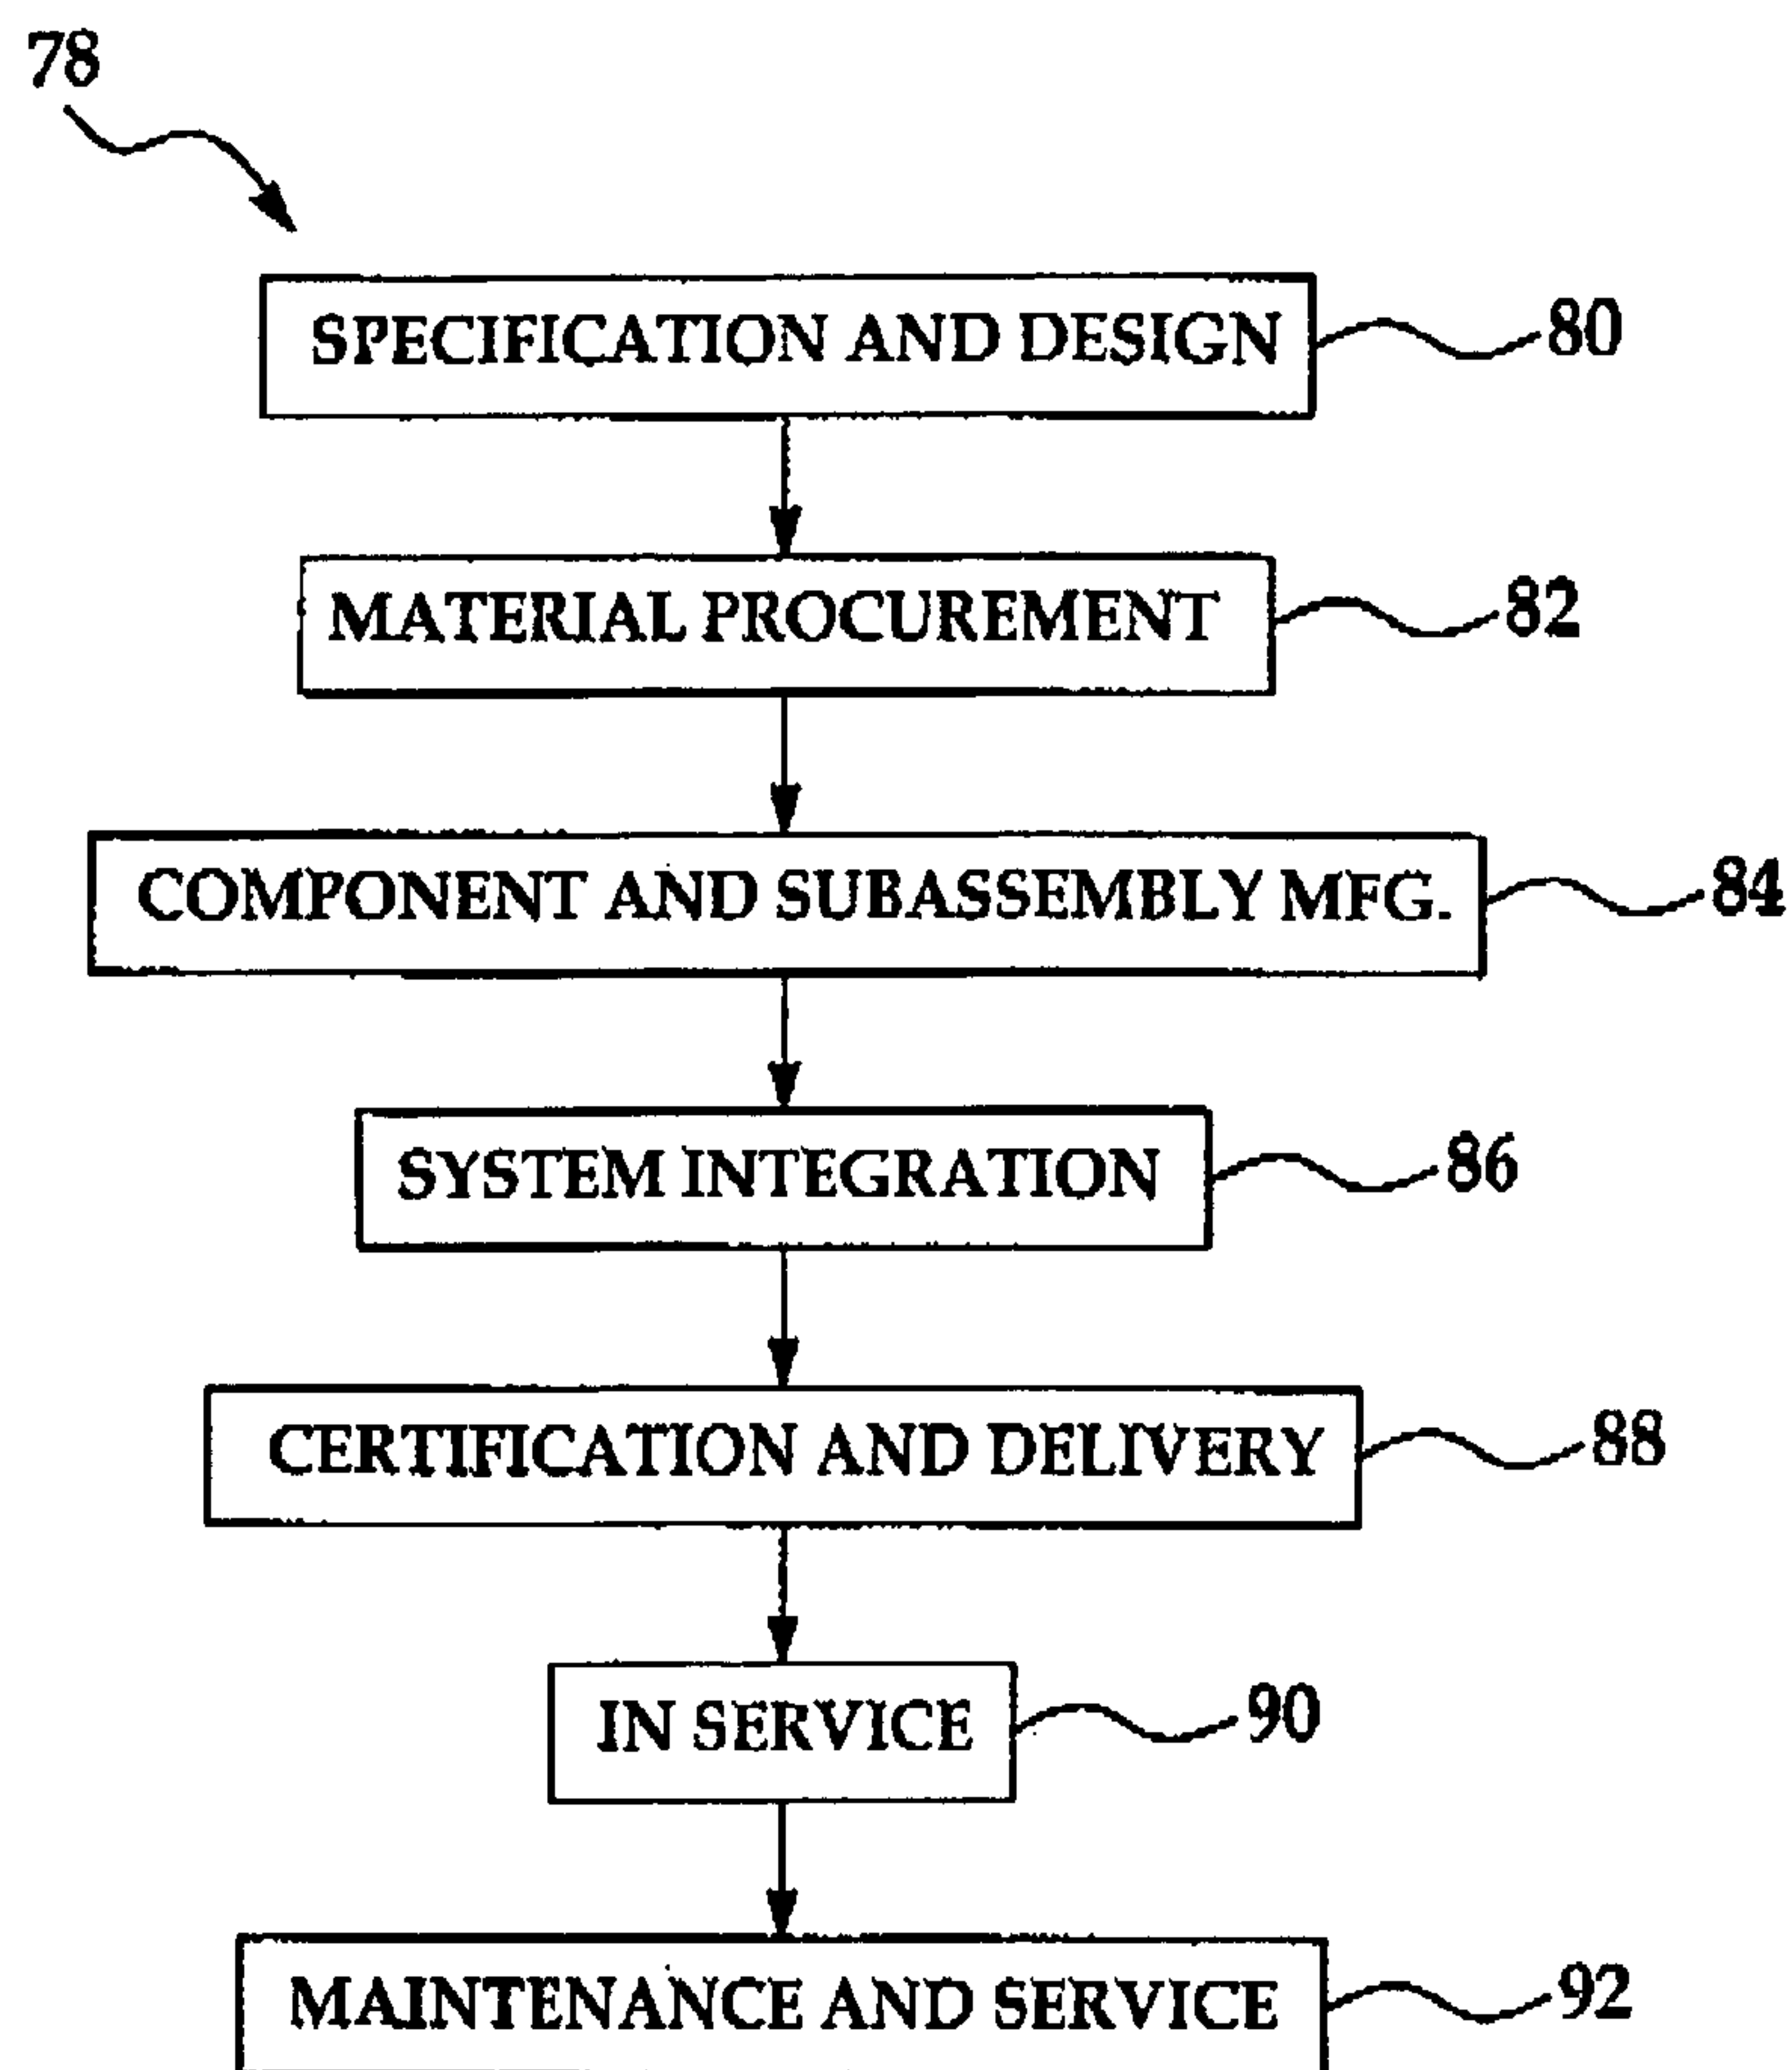 78
SPECIFICATION AND DESIGN 80
MATERIAL PROCUREMENT 82
COMPONENT AND SUBASSEMBLY MFG. 84
SYSTEM INTEGRATION 86
CERTIFICATION AND DELIVERY 88
IN SERVICE 90
MAINTENANCE AND SERVICE 92